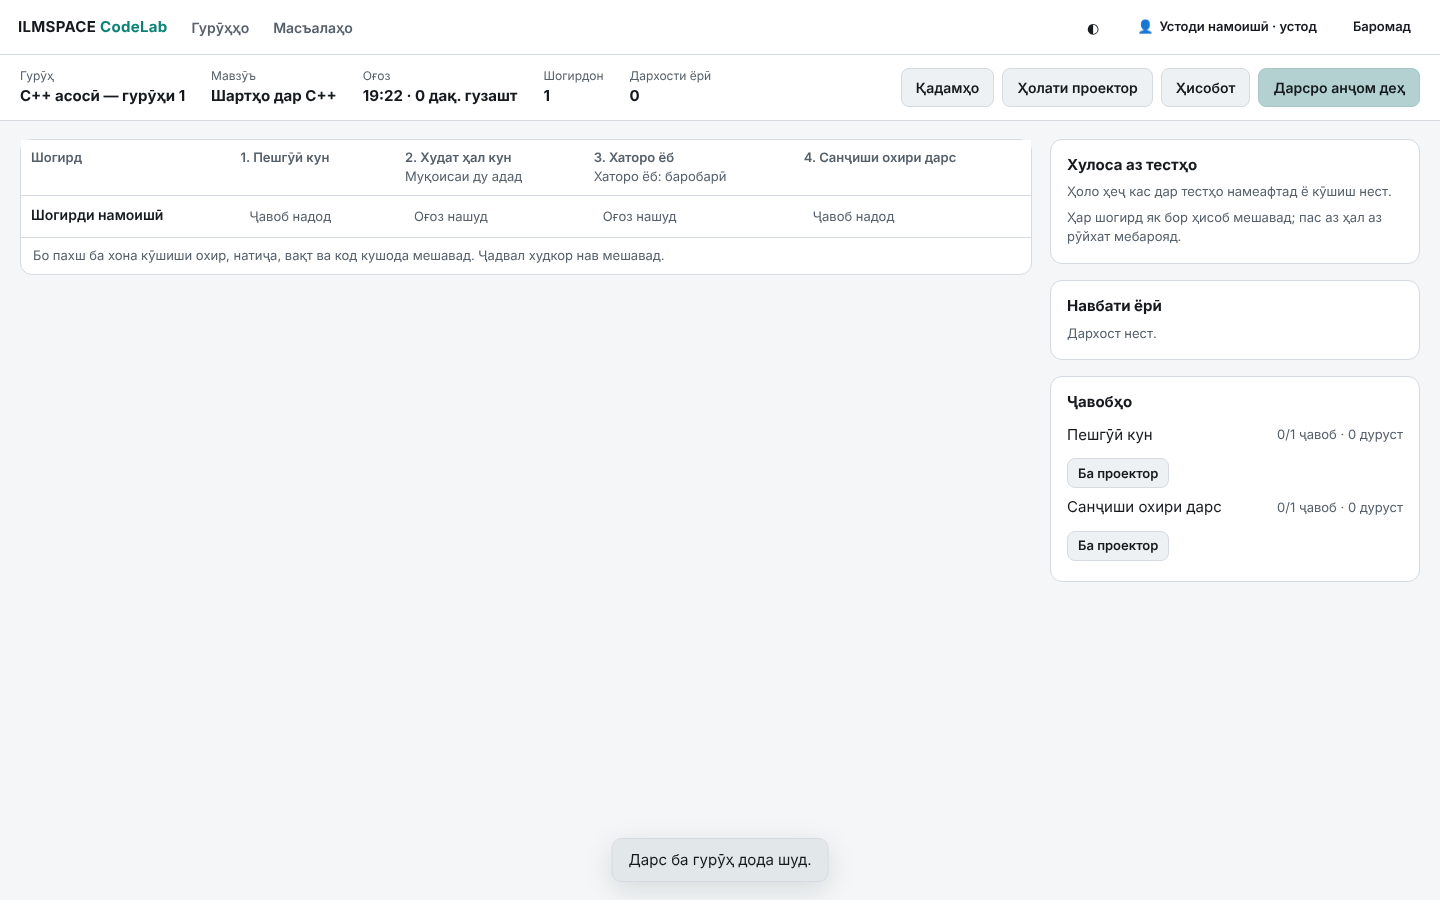 ILMSPACE CodeLab
Гурӯҳҳо
Масъалаҳо
◐
👤 Устоди намоишӣ · устод
Баромад
Гурӯҳ
C++ асосӣ — гурӯҳи 1
Мавзӯъ
Шартҳо дар C++
Оғоз
19:22 · 0 дақ. гузашт
Шогирдон
1
Дархости ёрӣ
0
Қадамҳо
Ҳолати проектор
Ҳисобот
Дарсро анҷом деҳ
Шогирд
1. Пешгӯӣ кун
2. Худат ҳал кун
Муқоисаи ду адад
3. Хаторо ёб
Хаторо ёб: баробарӣ
4. Санҷиши охири дарс
Шогирди намоишӣ
Ҷавоб надод
Оғоз нашуд
Оғоз нашуд
Ҷавоб надод
Бо пахш ба хона кӯшиши охир, натиҷа, вақт ва код кушода мешавад. Ҷадвал худкор нав мешавад.
Хулоса аз тестҳо
Ҳоло ҳеҷ кас дар тестҳо намеафтад ё кӯшиш нест.
Ҳар шогирд як бор ҳисоб мешавад; пас аз ҳал аз
рӯйхат мебарояд.
Навбати ёрӣ
Дархост нест.
Ҷавобҳо
Пешгӯӣ кун
0/1 ҷавоб · 0 дуруст
Ба проектор
Санҷиши охири дарс
0/1 ҷавоб · 0 дуруст
Ба проектор
Дарс ба гурӯҳ дода шуд.